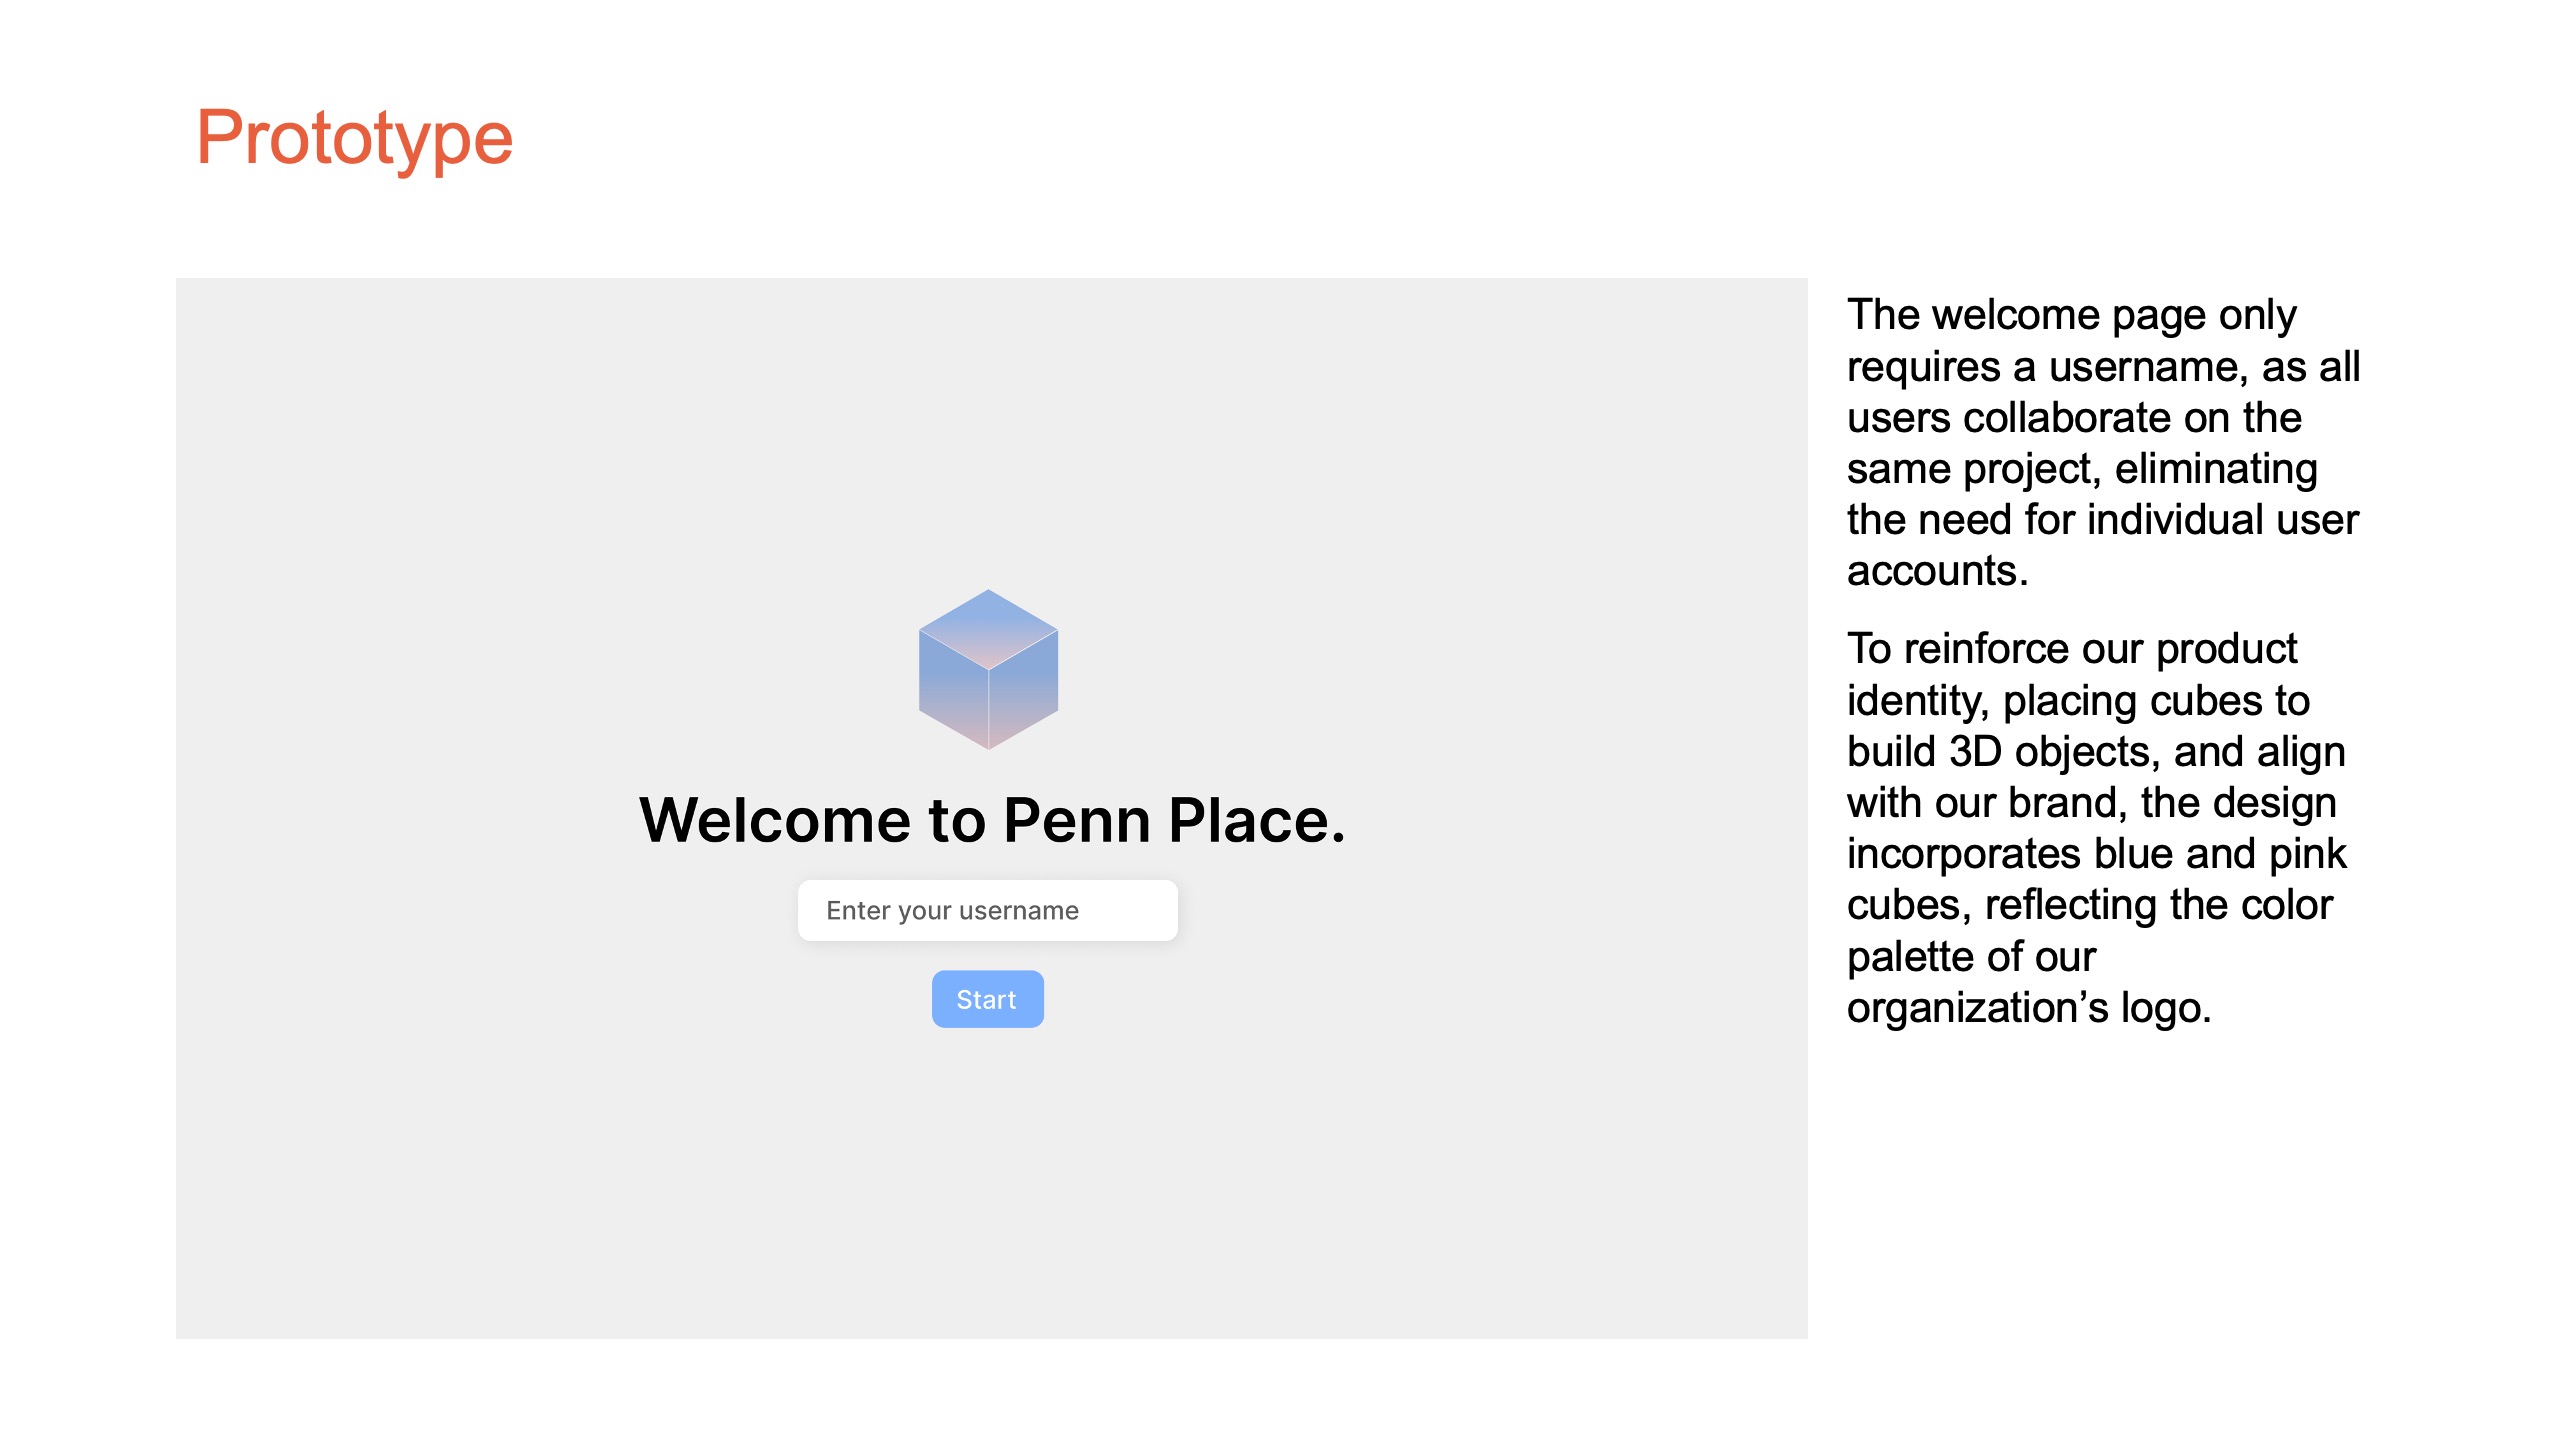 Prototype
Welcome to Penn Place.
Enter your username
Start
The welcome page only
requires a username, as all
users collaborate on the
same project, eliminating
the need for individual user
accounts.
To reinforce our product
identity, placing cubes to
build 3D objects, and align
with our brand, the design
incorporates blue and pink
cubes, reflecting the color
palette of our
organization’s logo.